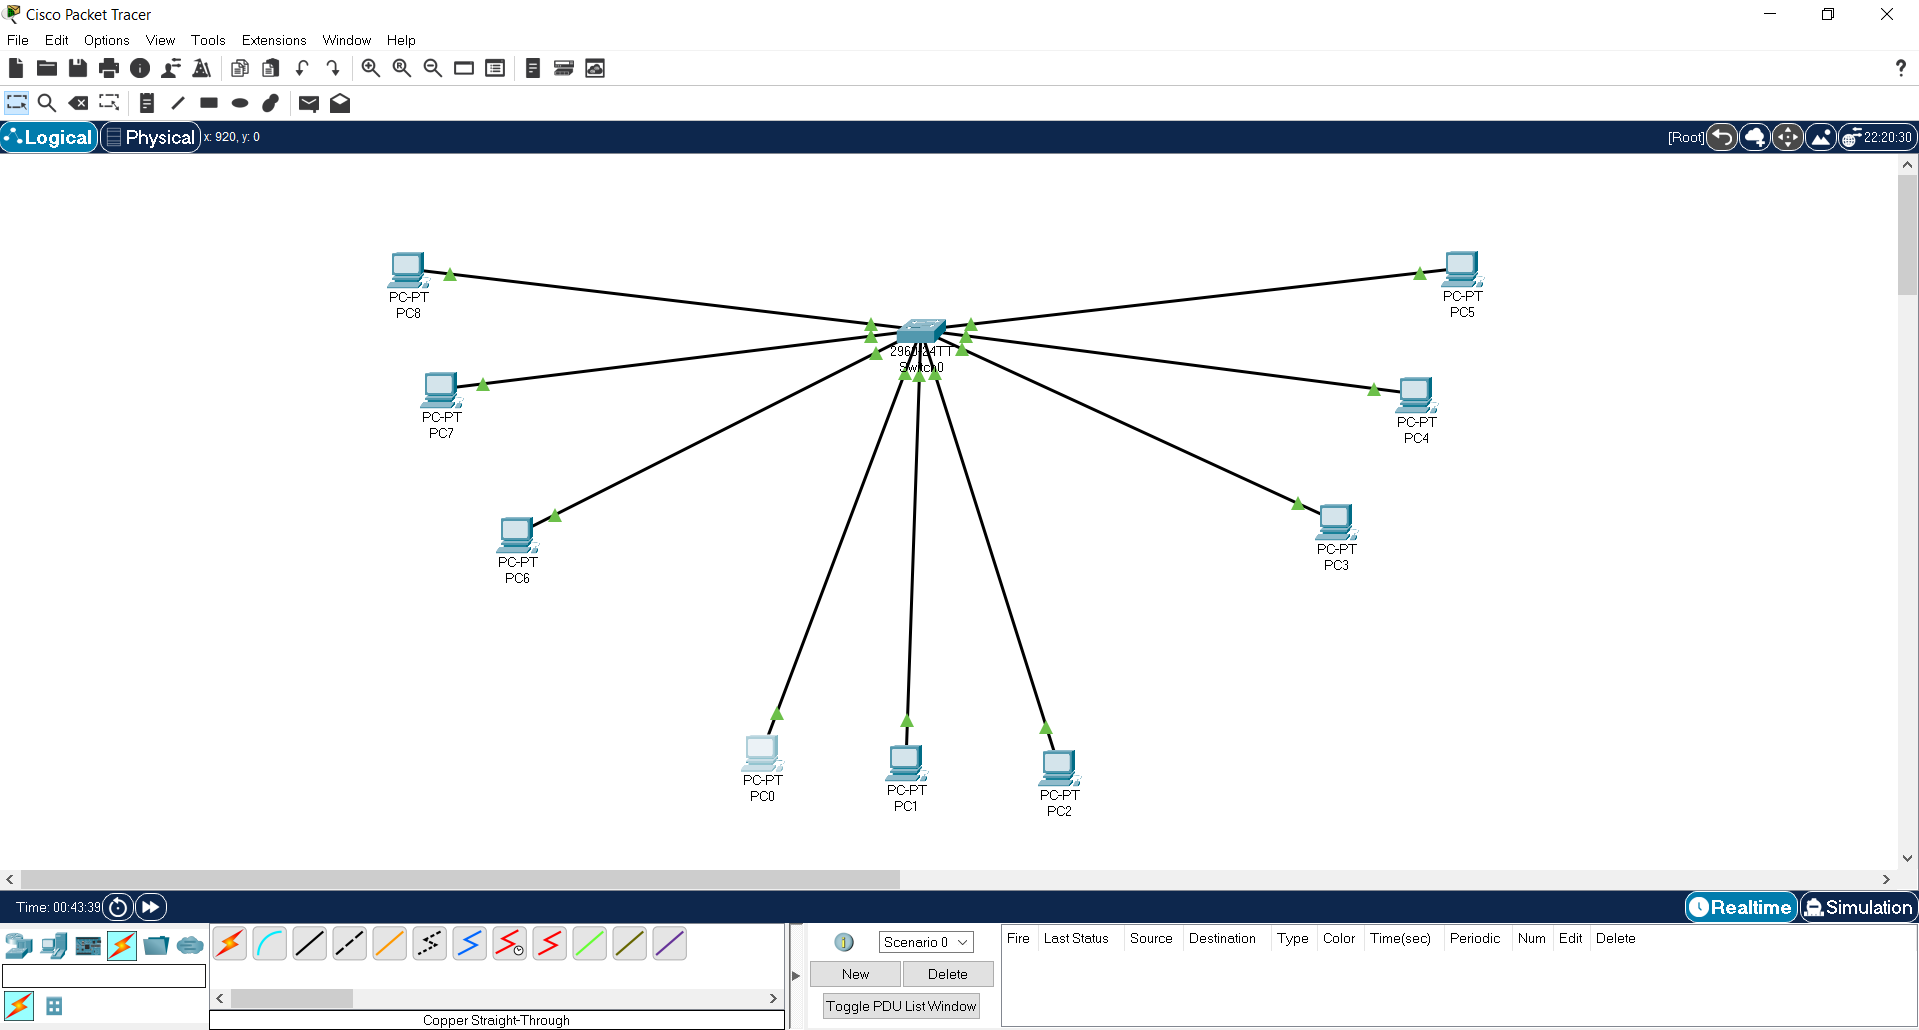 Cisco Packet Tracer
File Edit Options View Tools Extensions Window Help
?
Logical Physical x: 920, y: 0 [Root] 22:20:30
PC-PT
PC8
PC-PT
PC5
2960-24TT
Switch0
PC-PT
PC7
PC-PT
PC4
PC-PT
PC6
PC-PT
PC3
PC-PT
PC0
PC-PT
PC1
PC-PT
PC2
Time: 00:43:39 Realtime Simulation
Scenario 0
New Delete
Toggle PDU List Window
Fire Last Status Source Destination Type Color Time(sec) Periodic Num Edit Delete
Copper Straight-Through